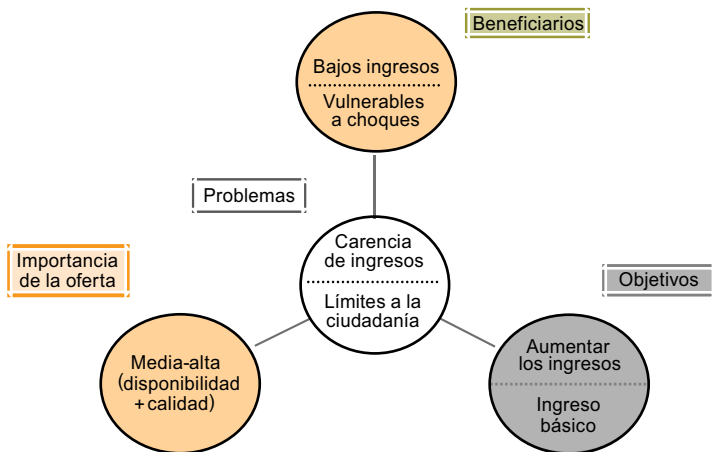 Beneficiarios
Bajos ingresos
Vulnerables
a choques
Problemas
Carencia
de ingresos
Límites a la
ciudadanía
Importancia
de la oferta
Media-alta
(disponibilidad
+calidad)
Objetivos
Aumentar
los ingresos
Ingreso
básico